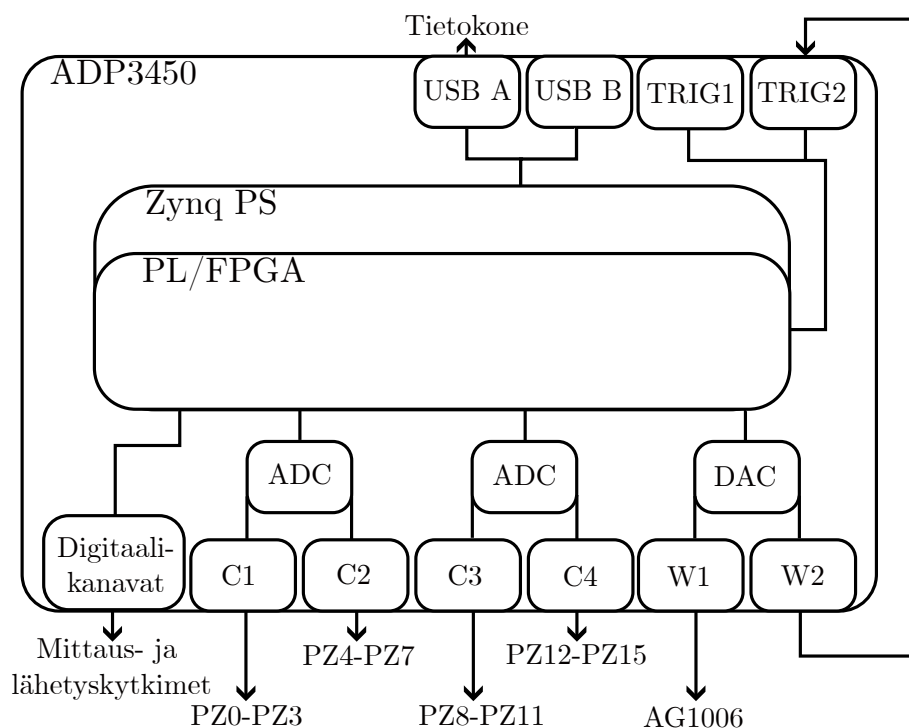 Tietokone
ADP3450
USB A
USB B
TRIG1
TRIG2
Zynq PS
PL/FPGA
ADC
ADC
DAC
Digitaali-
kanavat
C1
C2
C3
C4
W1
W2
Mittaus- ja
lähetyskytkimet
PZ4-PZ7
PZ12-PZ15
PZ0-PZ3
PZ8-PZ11
AG1006